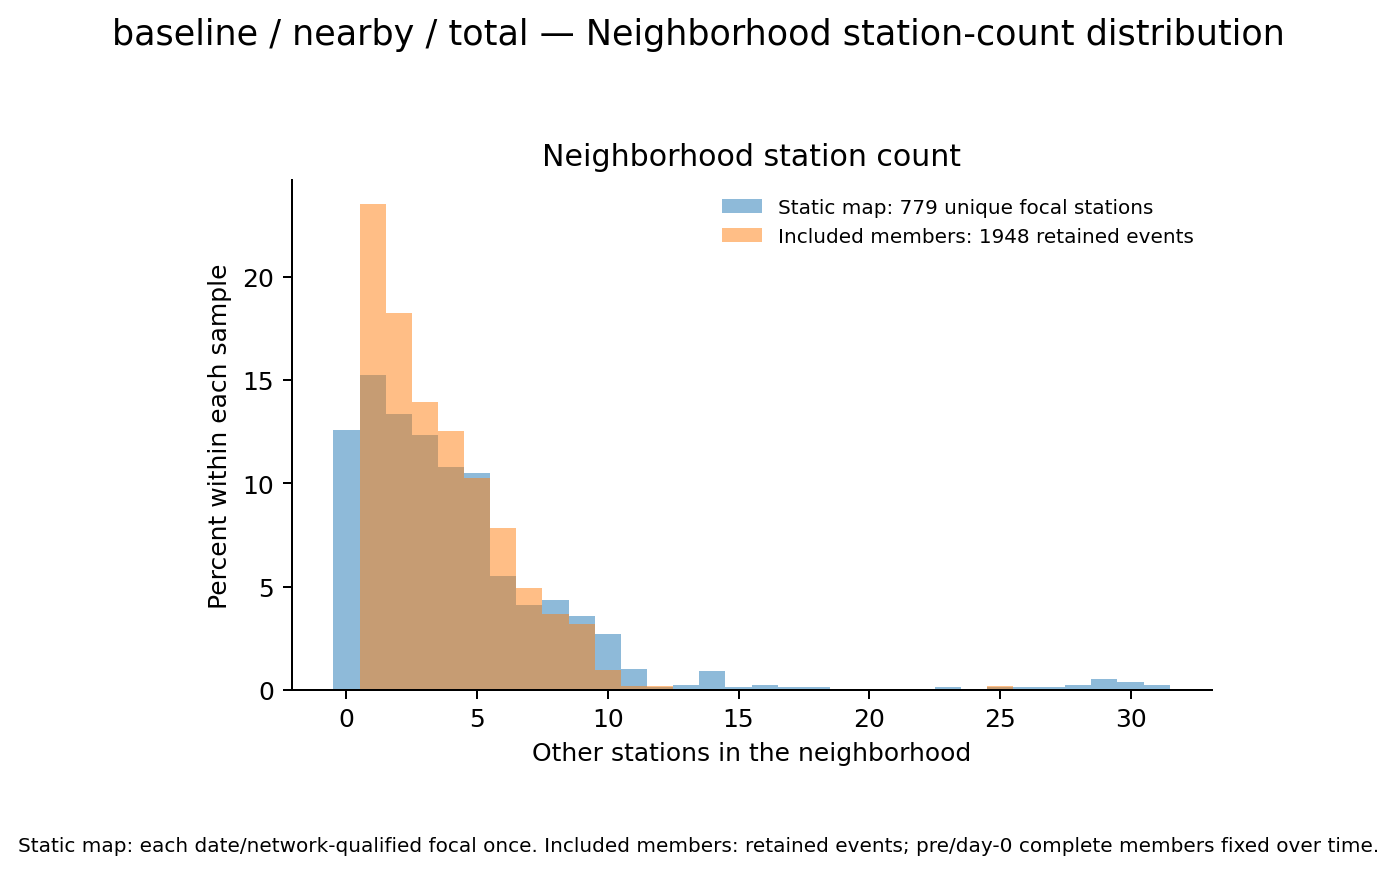 baseline / nearby / total — Neighborhood station-count distribution
Neighborhood station count
Static map: 779 unique focal stations
Included members: 1948 retained events
Percent within each sample
20
15
10
5
0
0 5 10 15 20 25 30
Other stations in the neighborhood
Static map: each date/network-qualified focal once. Included members: retained events; pre/day-0 complete members fixed over time.